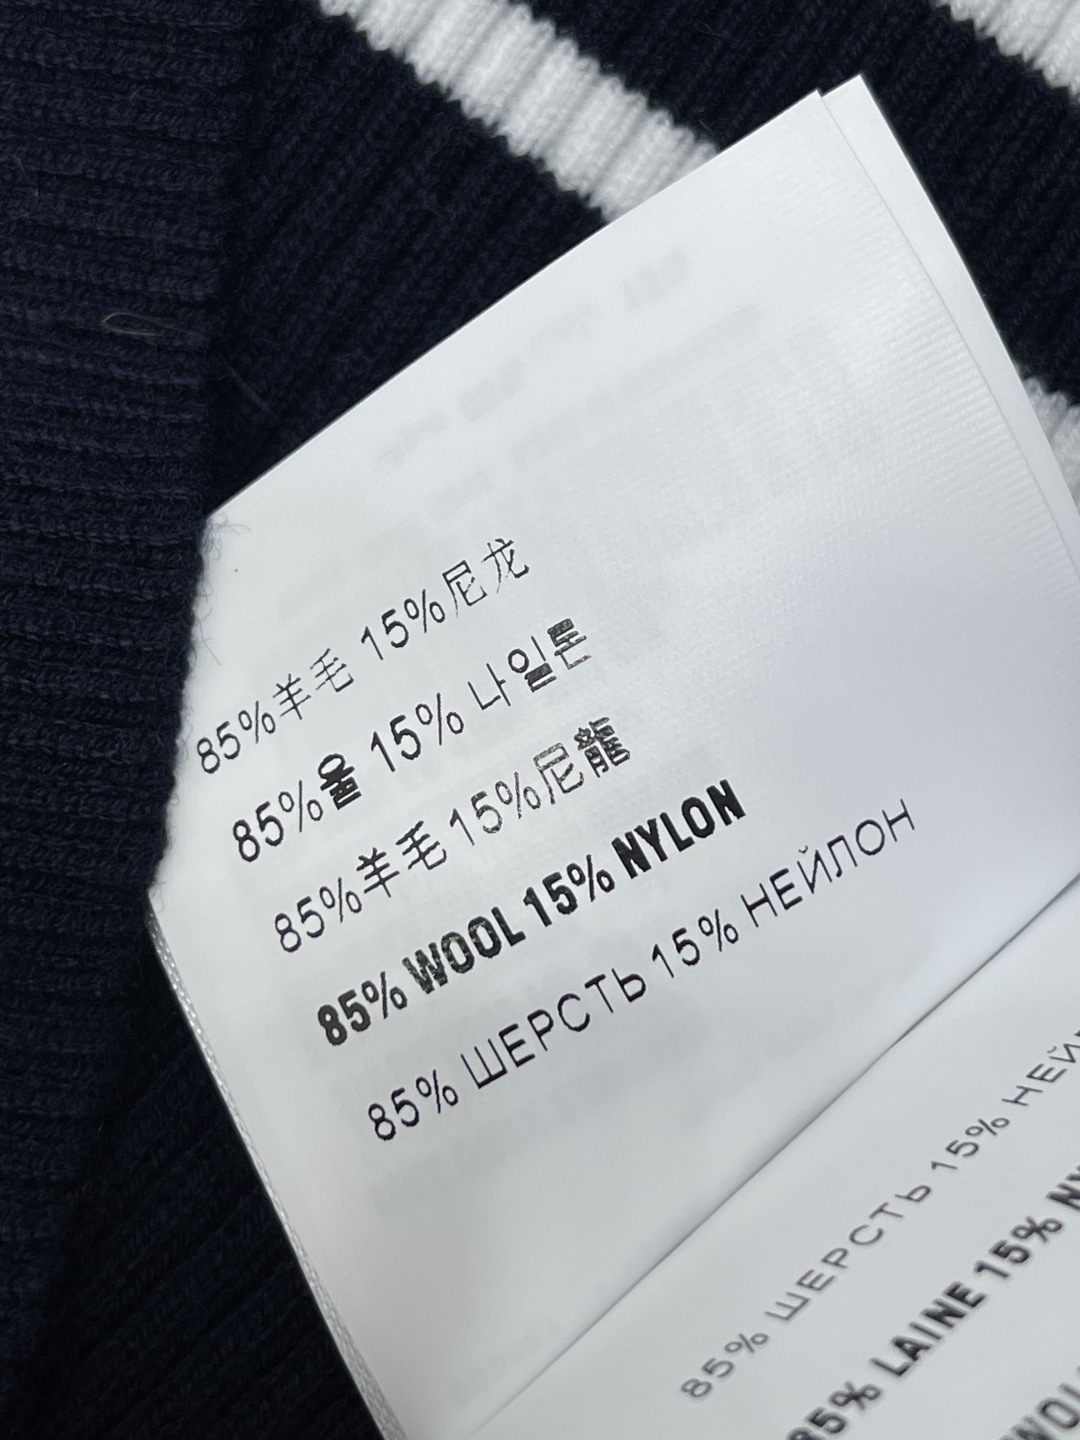 85%羊毛 15%尼龙
85%울 15% 나일론
85%羊毛 15%尼龍
85% WOOL 15% NYLON
85% ШЕРСТЬ 15% НЕЙЛОН
85% ШЕРСТЬ 15%
85% LAINE 15%